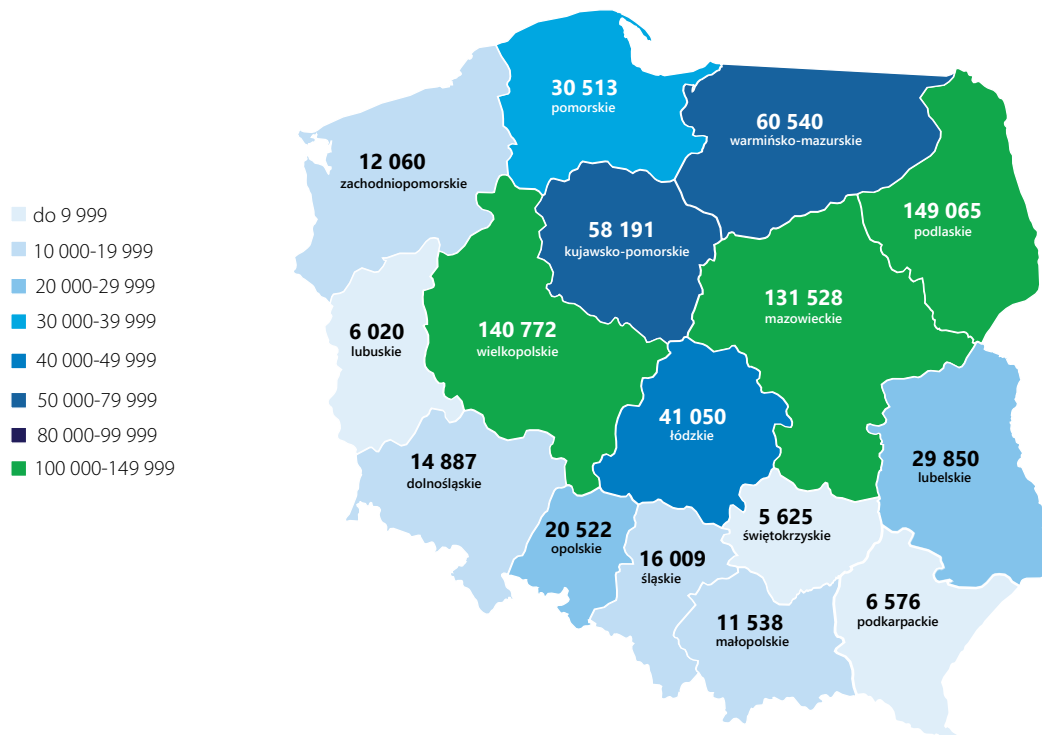 30 513
pomorskie
60 540
warmińsko-mazurskie
12 060
zachodniopomorskie
149 065
podlaskie
58 191
kujawsko-pomorskie
131 528
mazowieckie
6 020
lubuskie
140 772
wielkopolskie
41 050
łódzkie
14 887
dolnośląskie
29 850
lubelskie
20 522
opolskie
16 009
śląskie
5 625
świętokrzyskie
11 538
małopolskie
6 576
podkarpackie
do 9 999
10 000-19 999
20 000-29 999
30 000-39 999
40 000-49 999
50 000-79 999
80 000-99 999
100 000-149 999